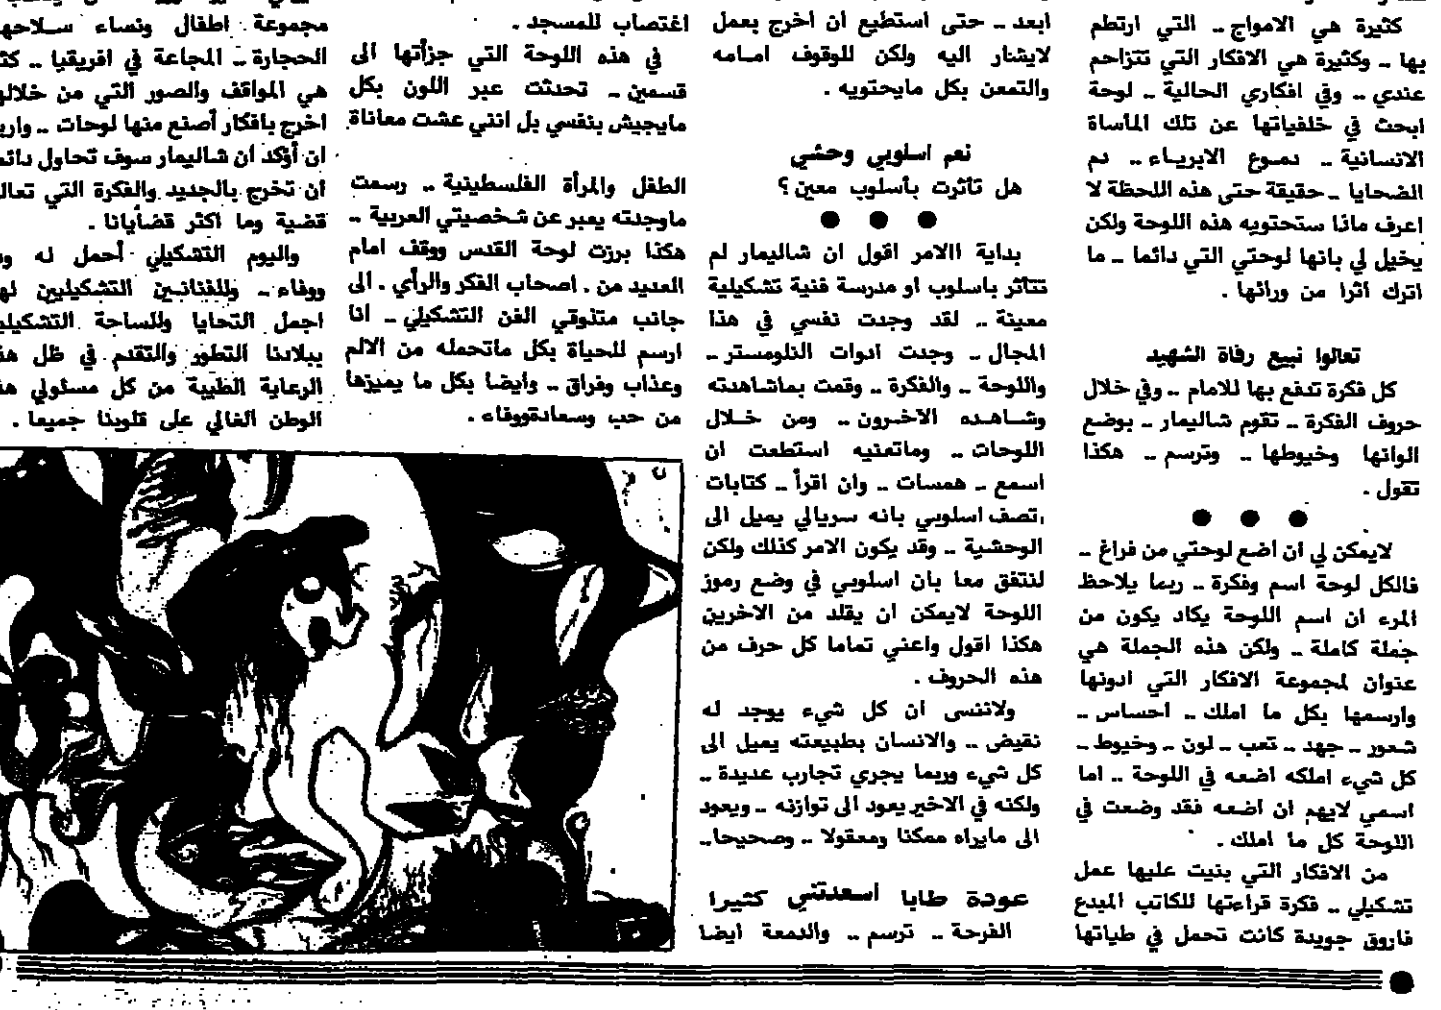 كثيرة هي الامواج .. التي ارتطم
بها .. وكثيرة هي الافكار التي تتزاحم
عندي .. وفي افكاري الحالية .. لوحة
ابحث في خلفياتها عن تلك المأساة
الانسانية .. دموع الابرياء .. دم
الضحايا .. حقيقة حتى هذه اللحظة لا
اعرف ماذا ستحتويه هذه اللوحة ولكن
يخيل لي بانها لوحتي التي دائما .. ما
اترك اثرا من ورائها .
تعالوا نبيع رفاة الشهيد
كل فكرة تدفع بها للامام .. وفي خلال
حروف الفكرة .. تقوم شاليمار .. بوضع
الوانها وخيوطها .. وترسم .. هكذا
تقول .
● ● ●
لايمكن لي ان اضع لوحتي من فراغ ..
فالكل لوحة اسم وفكرة .. ربما يلاحظ
المرء ان اسم اللوحة يكاد يكون من
جملة كاملة .. ولكن هذه الجملة هي
عنوان لمجموعة الافكار التي ادونها
وارسمها بكل ما املك .. احساس ..
شعور .. جهد .. تعب .. لون .. وخيوط ..
كل شيء املكه اضعه في اللوحة .. اما
اسمي لايهم ان اضعه فقد وضعت في
اللوحة كل ما املك .
من الافكار التي بنيت عليها عمل
تشكيلي .. فكرة قراءتها للكاتب المبدع
فاروق جويدة كانت تحمل في طياتها
ابعد .. حتى استطيع ان اخرج بعمل
لايشار اليه ولكن للوقوف امامه
والتمعن بكل مايحتويه .
نعم اسلوبي وحشي
هل تأثرت بأسلوب معين ؟
● ● ●
بداية االامر اقول ان شاليمار لم
تتأثر باسلوب او مدرسة فنية تشكيلية
معينة .. لقد وجدت نفسي في هذا
المجال .. وجدت ادوات الفلومستر ..
واللوحة .. والفكرة .. وقمت بماشاهدته
وشاهده الآخرون .. ومن خلال
اللوحات .. وماتعنيه استطعت ان
اسمع .. همسات .. وان اقرأ .. كتابات
تصف اسلوبي بانه سريالي يميل الى
الوحشية .. وقد يكون الامر كذلك ولكن
لنتفق معا بان اسلوبي في وضع رموز
اللوحة لايمكن ان يقلد من الآخرين
هكذا اقول واعني تماما كل حرف من
هذه الحروف .
ولاتنسى ان كل شيء يوجد له
نقيض .. والانسان بطبيعته يميل الى
كل شيء وربما يجري تجارب عديدة ..
ولكنه في الاخير يعود الى توازنه .. ويعود
الى مايراه ممكنا ومعقولا .. وصحيحا ..
عودة طابا اسعدتني كثيرا
الفرحة .. ترسم .. والدمعة ايضا
اغتصاب للمسجد .
في هذه اللوحة التي جزأتها الى
قسمين .. تحدثت عبر اللون بكل
مايجيش بنفسي بل انني عشت معاناة
الطفل والمرأة الفلسطينية .. رسمت
ماوجدته يعبر عن شخصيتي العربية ..
هكذا برزت لوحة القدس ووقف امام
العديد من . اصحاب الفكر والرأي . الى
جانب متذوقي الفن التشكيلي .. انا
ارسم للحياة بكل ماتحمله من الالم
وعذاب وفراق .. وأيضا بكل ما يميزها
من حب وسعادةووفاء .
مجموعة اطفال ونساء
الحجارة .. المجاعة في افريقيا ..
هي المواقف والصور التي من
اخرج بافكار أصنع منها لوحات ..
ان أؤكد ان شاليمار سوف تحاول
ان تخرج بالجديد والفكرة التي
قضية وما اكثر قضايانا .
واليوم التشكيلي أحمل له
ووفاء .. وللفنانين التشكيليين
اجمل التحايا وللساحة
ببلادنا التطور والتقدم في ظل
الرعاية الطيبة من كل مسئولي
الوطن الغالي على قلوبنا جميعا .